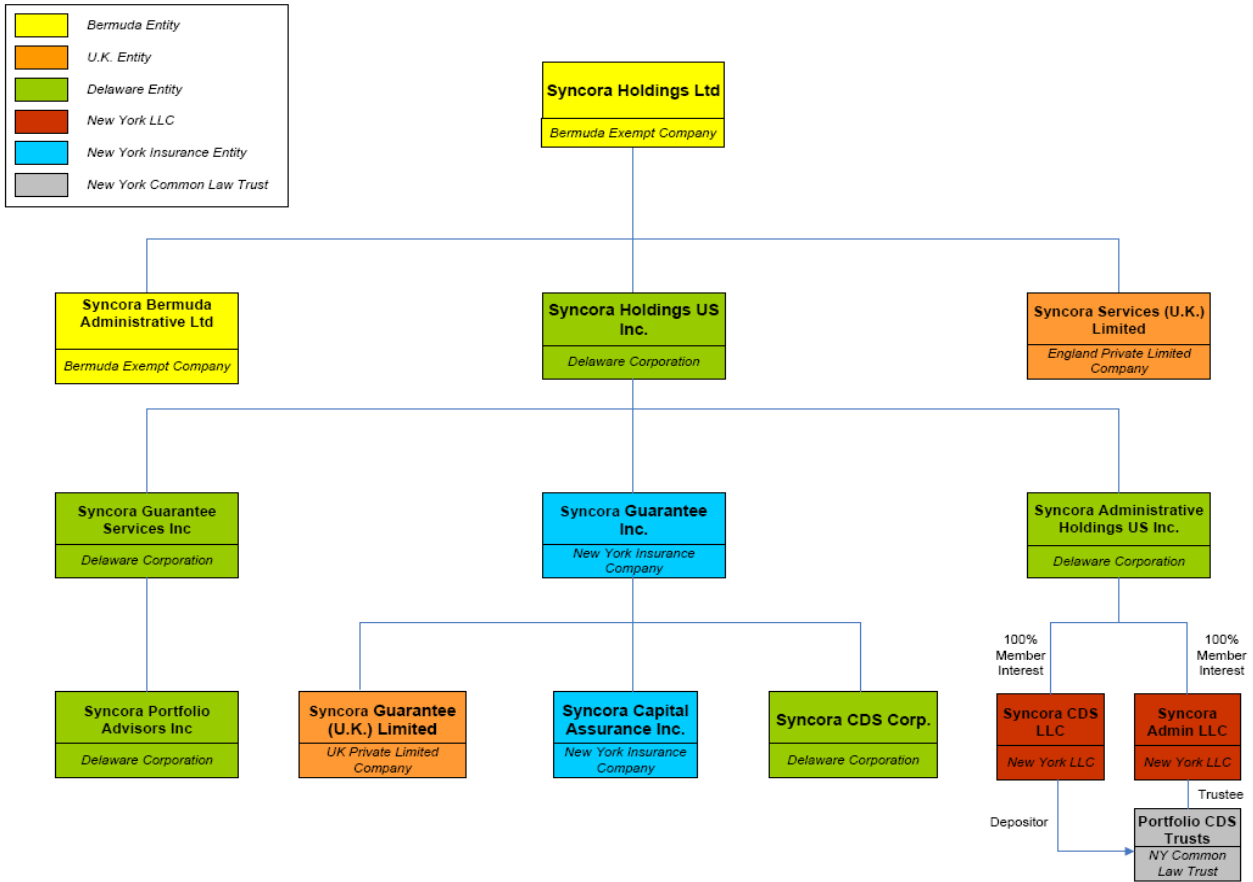 Bermuda Entity
U.K. Entity
Delaware Entity
New York LLC
New York Insurance Entity
New York Common Law Trust
Syncora Holdings Ltd
Bermuda Exempt Company
Syncora Bermuda
Administrative Ltd
Bermuda Exempt Company
Syncora Holdings US
Inc.
Delaware Corporation
Syncora Services (U.K.)
Limited
England Private Limited
Company
Syncora Guarantee
Services Inc
Delaware Corporation
Syncora Guarantee
Inc.
New York Insurance
Company
Syncora Administrative
Holdings US Inc.
Delaware Corporation
100%
Member
Interest
100%
Member
Interest
Syncora Portfolio
Advisors Inc
Delaware Corporation
Syncora Guarantee
(U.K.) Limited
UK Private Limited
Company
Syncora Capital
Assurance Inc.
New York Insurance
Company
Syncora CDS Corp.
Delaware Corporation
Syncora CDS
LLC
New York LLC
Syncora
Admin LLC
New York LLC
Depositor
Trustee
Portfolio CDS
Trusts
NY Common
Law Trust